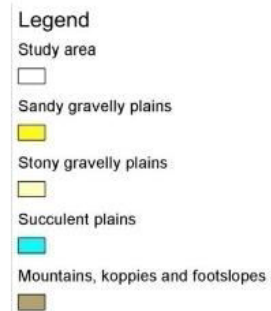 Legend
Study area
Sandy gravelly plains
Stony gravelly plains
Succulent plains
Mountains, koppies and footslopes